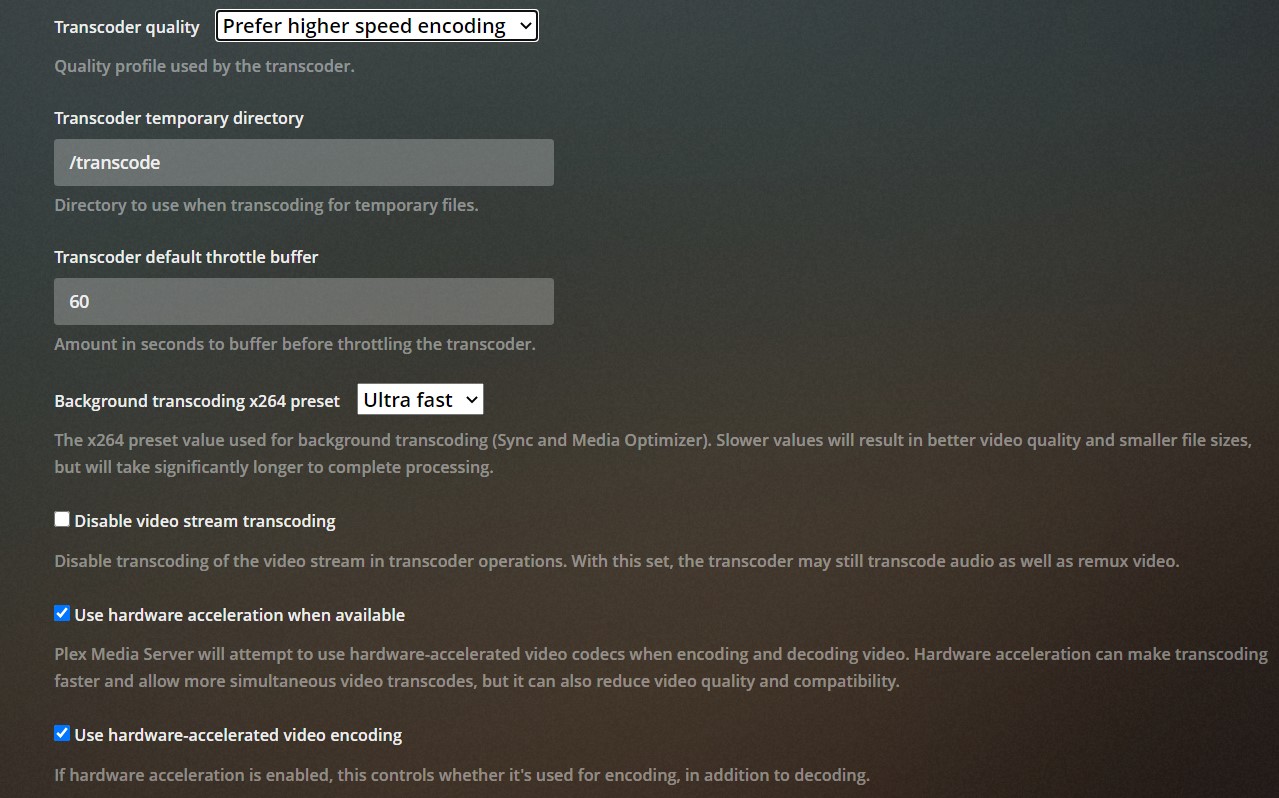 Transcoder quality Prefer higher speed encoding
Quality profile used by the transcoder.
Transcoder temporary directory
/transcode
Directory to use when transcoding for temporary files.
Transcoder default throttle buffer
60
Amount in seconds to buffer before throttling the transcoder.
Background transcoding x264 preset Ultra fast
The x264 preset value used for background transcoding (Sync and Media Optimizer). Slower values will result in better video quality and smaller file sizes,
but will take significantly longer to complete processing.
Disable video stream transcoding
Disable transcoding of the video stream in transcoder operations. With this set, the transcoder may still transcode audio as well as remux video.
Use hardware acceleration when available
Plex Media Server will attempt to use hardware-accelerated video codecs when encoding and decoding video. Hardware acceleration can make transcoding
faster and allow more simultaneous video transcodes, but it can also reduce video quality and compatibility.
Use hardware-accelerated video encoding
If hardware acceleration is enabled, this controls whether it's used for encoding, in addition to decoding.